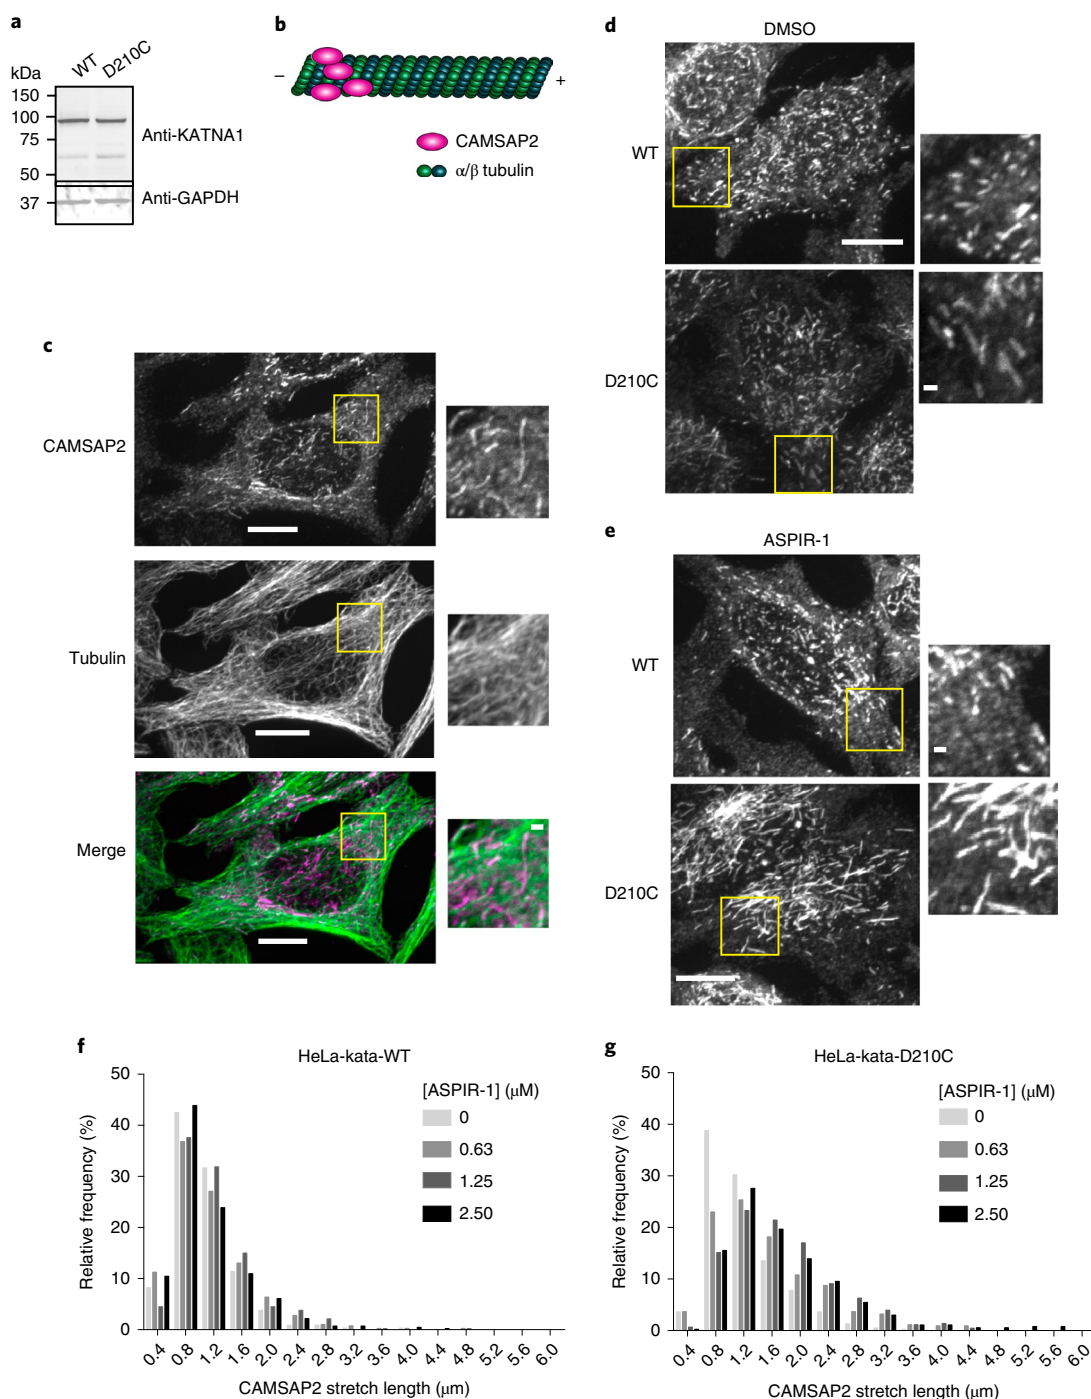 a
WT D210C
kDa
150
100
75
50
37
Anti-KATNA1
Anti-GAPDH
b
– +
CAMSAP2
α/β tubulin
c
CAMSAP2
Tubulin
Merge
d
DMSO
WT
D210C
e
ASPIR-1
WT
D210C
f
HeLa-kata-WT
[ASPIR-1] (μM)
0
0.63
1.25
2.50
Relative frequency (%)
50
40
30
20
10
0
0.4 0.8 1.2 1.6 2.0 2.4 2.8 3.2 3.6 4.0 4.4 4.8 5.2 5.6 6.0
CAMSAP2 stretch length (μm)
g
HeLa-kata-D210C
[ASPIR-1] (μM)
0
0.63
1.25
2.50
Relative frequency (%)
50
40
30
20
10
0
0.4 0.8 1.2 1.6 2.0 2.4 2.8 3.2 3.6 4.0 4.4 4.8 5.2 5.6 6.0
CAMSAP2 stretch length (μm)